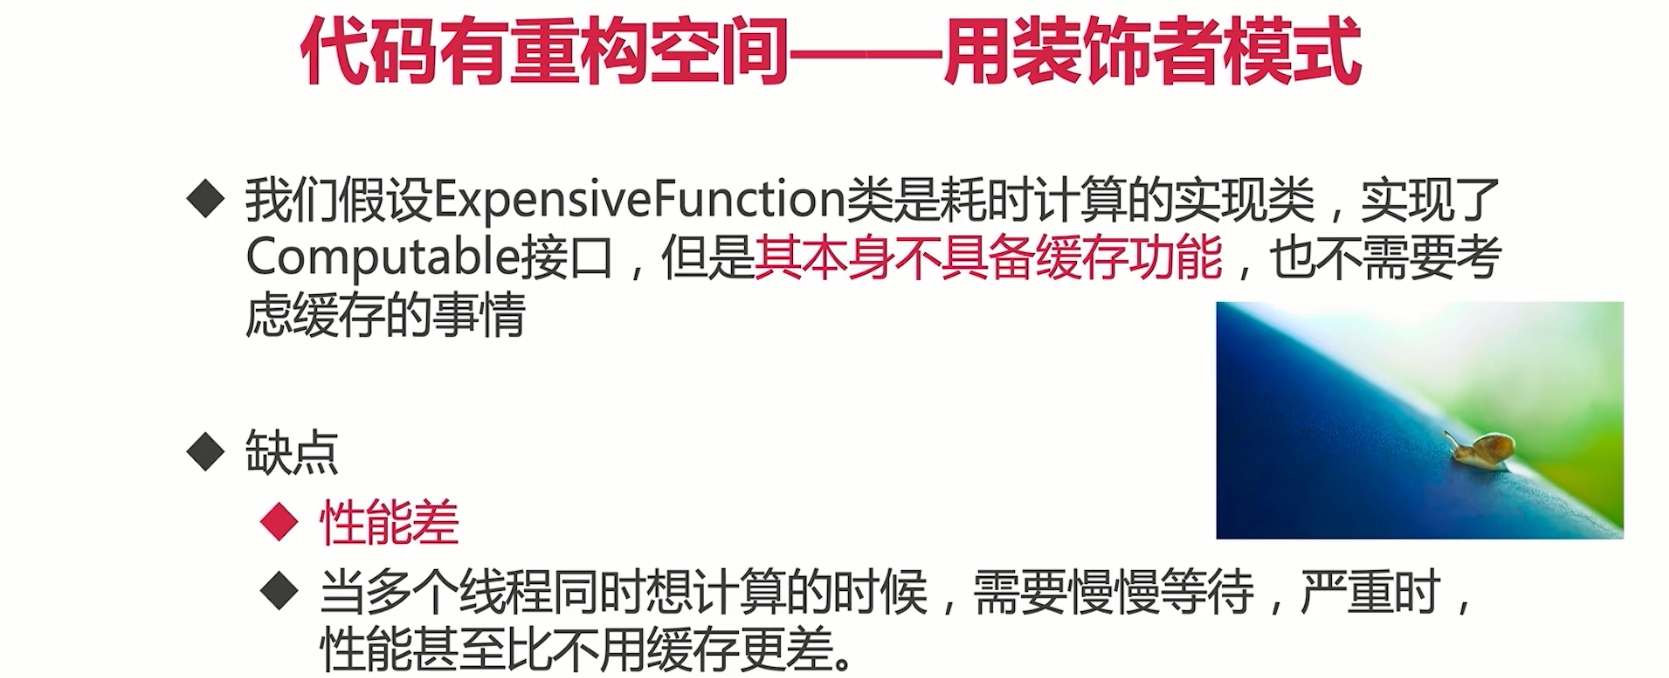 代码有重构空间——用装饰者模式
我们假设ExpensiveFunction类是耗时计算的实现类，实现了
Computable接口，但是其本身不具备缓存功能，也不需要考
虑缓存的事情
缺点
性能差
当多个线程同时想计算的时候，需要慢慢等待，严重时，
性能甚至比不用缓存更差。